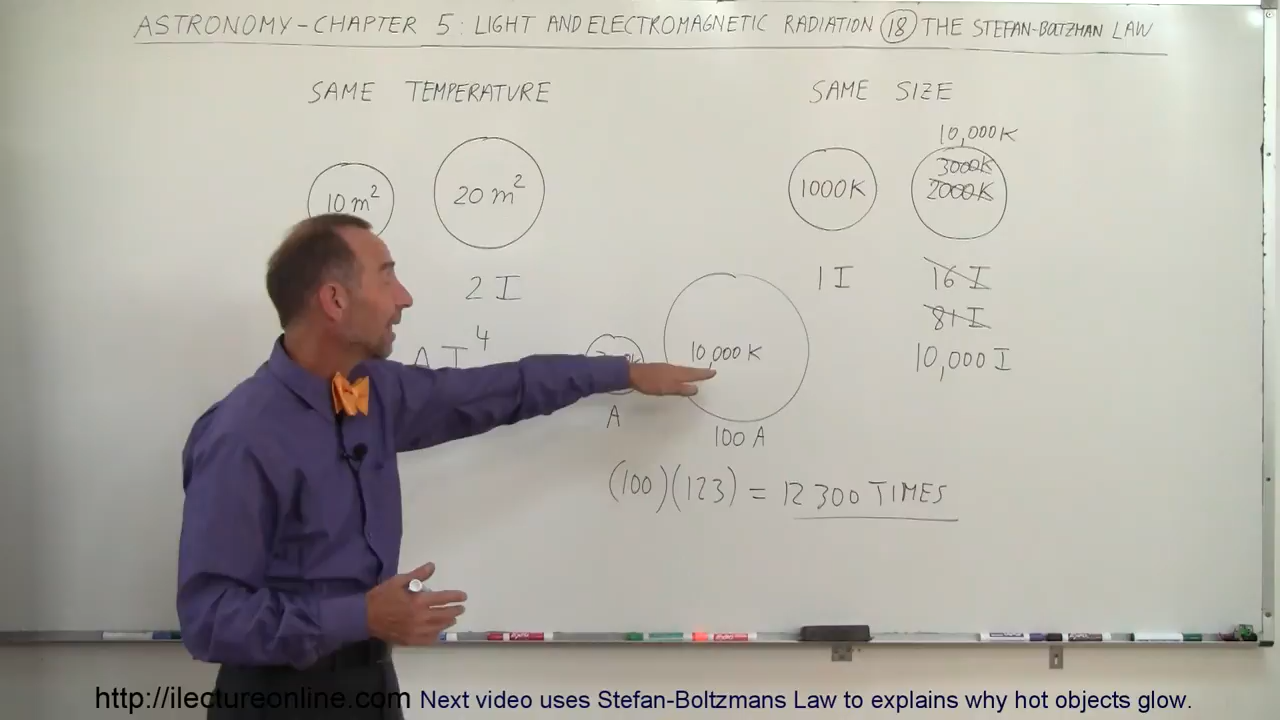 ASTRONOMY - CHAPTER 5: LIGHT AND ELECTROMAGNETIC RADIATION 18 THE STEFAN-BOLTZMAN LAW
SAME TEMPERATURE
10 m²
20 m²
2 I
A T⁴
SAME SIZE
10,000K
1000K
3000K
2000K
1 I
16 I
81 I
10,000 I
10,000 K
A
100 A
(100)(123) = 12 300 TIMES
http://ilectureonline.com Next video uses Stefan-Boltzmans Law to explains why hot objects glow.